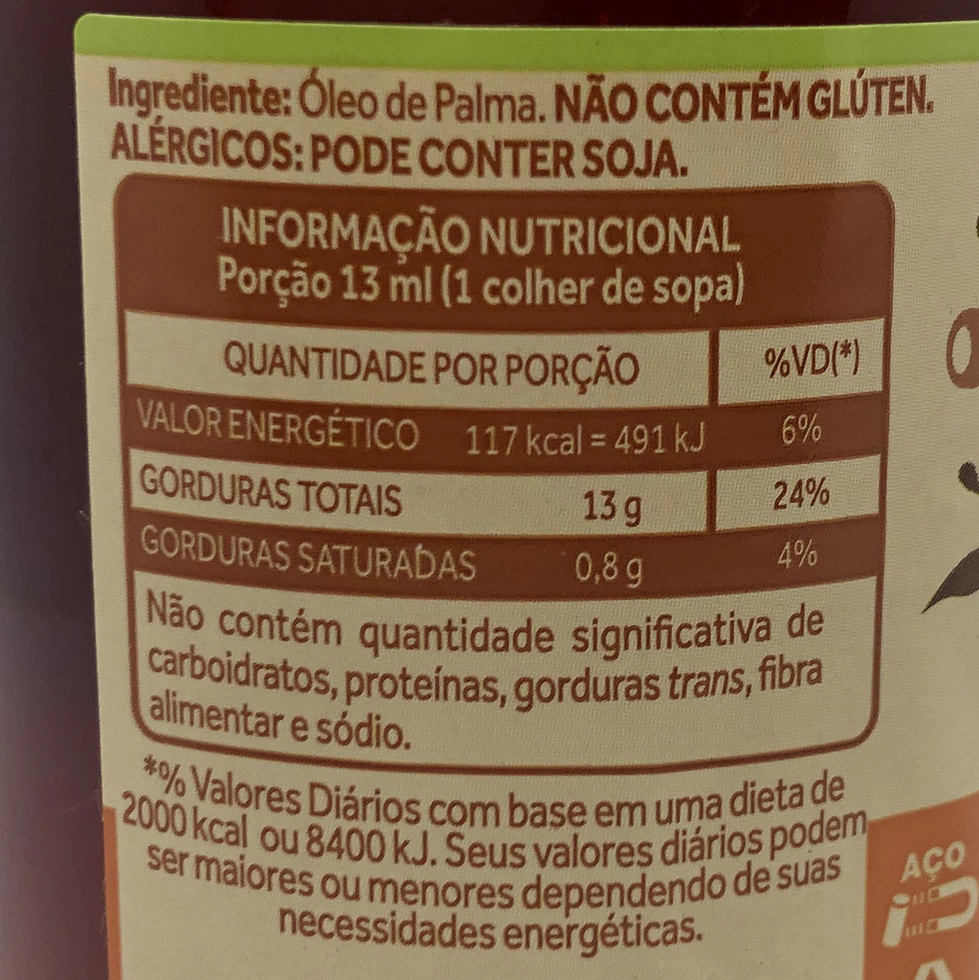 Ingrediente: Óleo de Palma. NÃO CONTÉM GLÚTEN.
ALÉRGICOS: PODE CONTER SOJA.
INFORMAÇÃO NUTRICIONAL
Porção 13 ml (1 colher de sopa)
QUANTIDADE POR PORÇÃO %VD(*)
VALOR ENERGÉTICO 117 kcal = 491 kJ 6%
GORDURAS TOTAIS 13 g 24%
GORDURAS SATURADAS 0,8 g 4%
Não contém quantidade significativa de
carboidratos, proteínas, gorduras trans, fibra
alimentar e sódio.
*% Valores Diários com base em uma dieta de
2000 kcal ou 8400 kJ. Seus valores diários podem
ser maiores ou menores dependendo de suas
necessidades energéticas.
AÇO